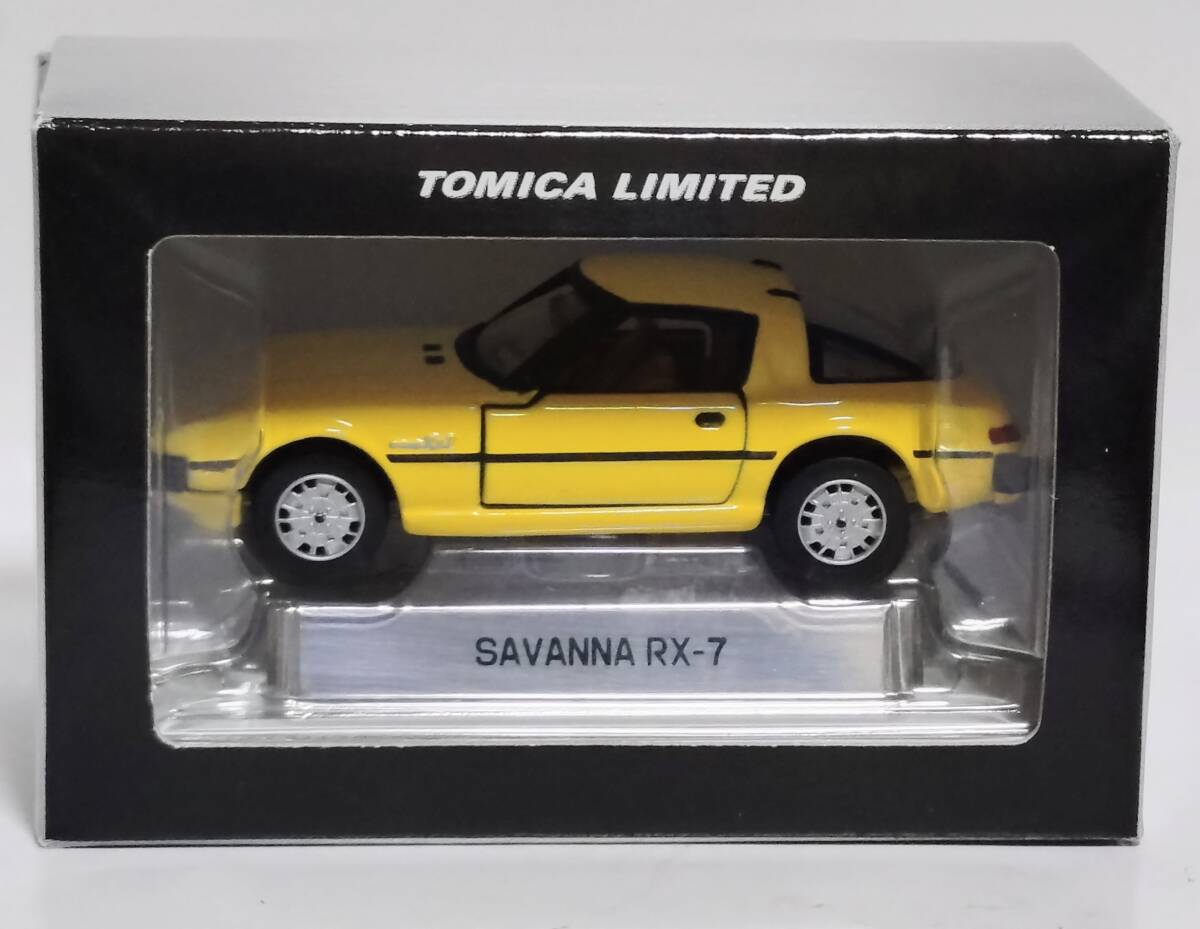 TOMICA LIMITED
SAVANNA RX-7